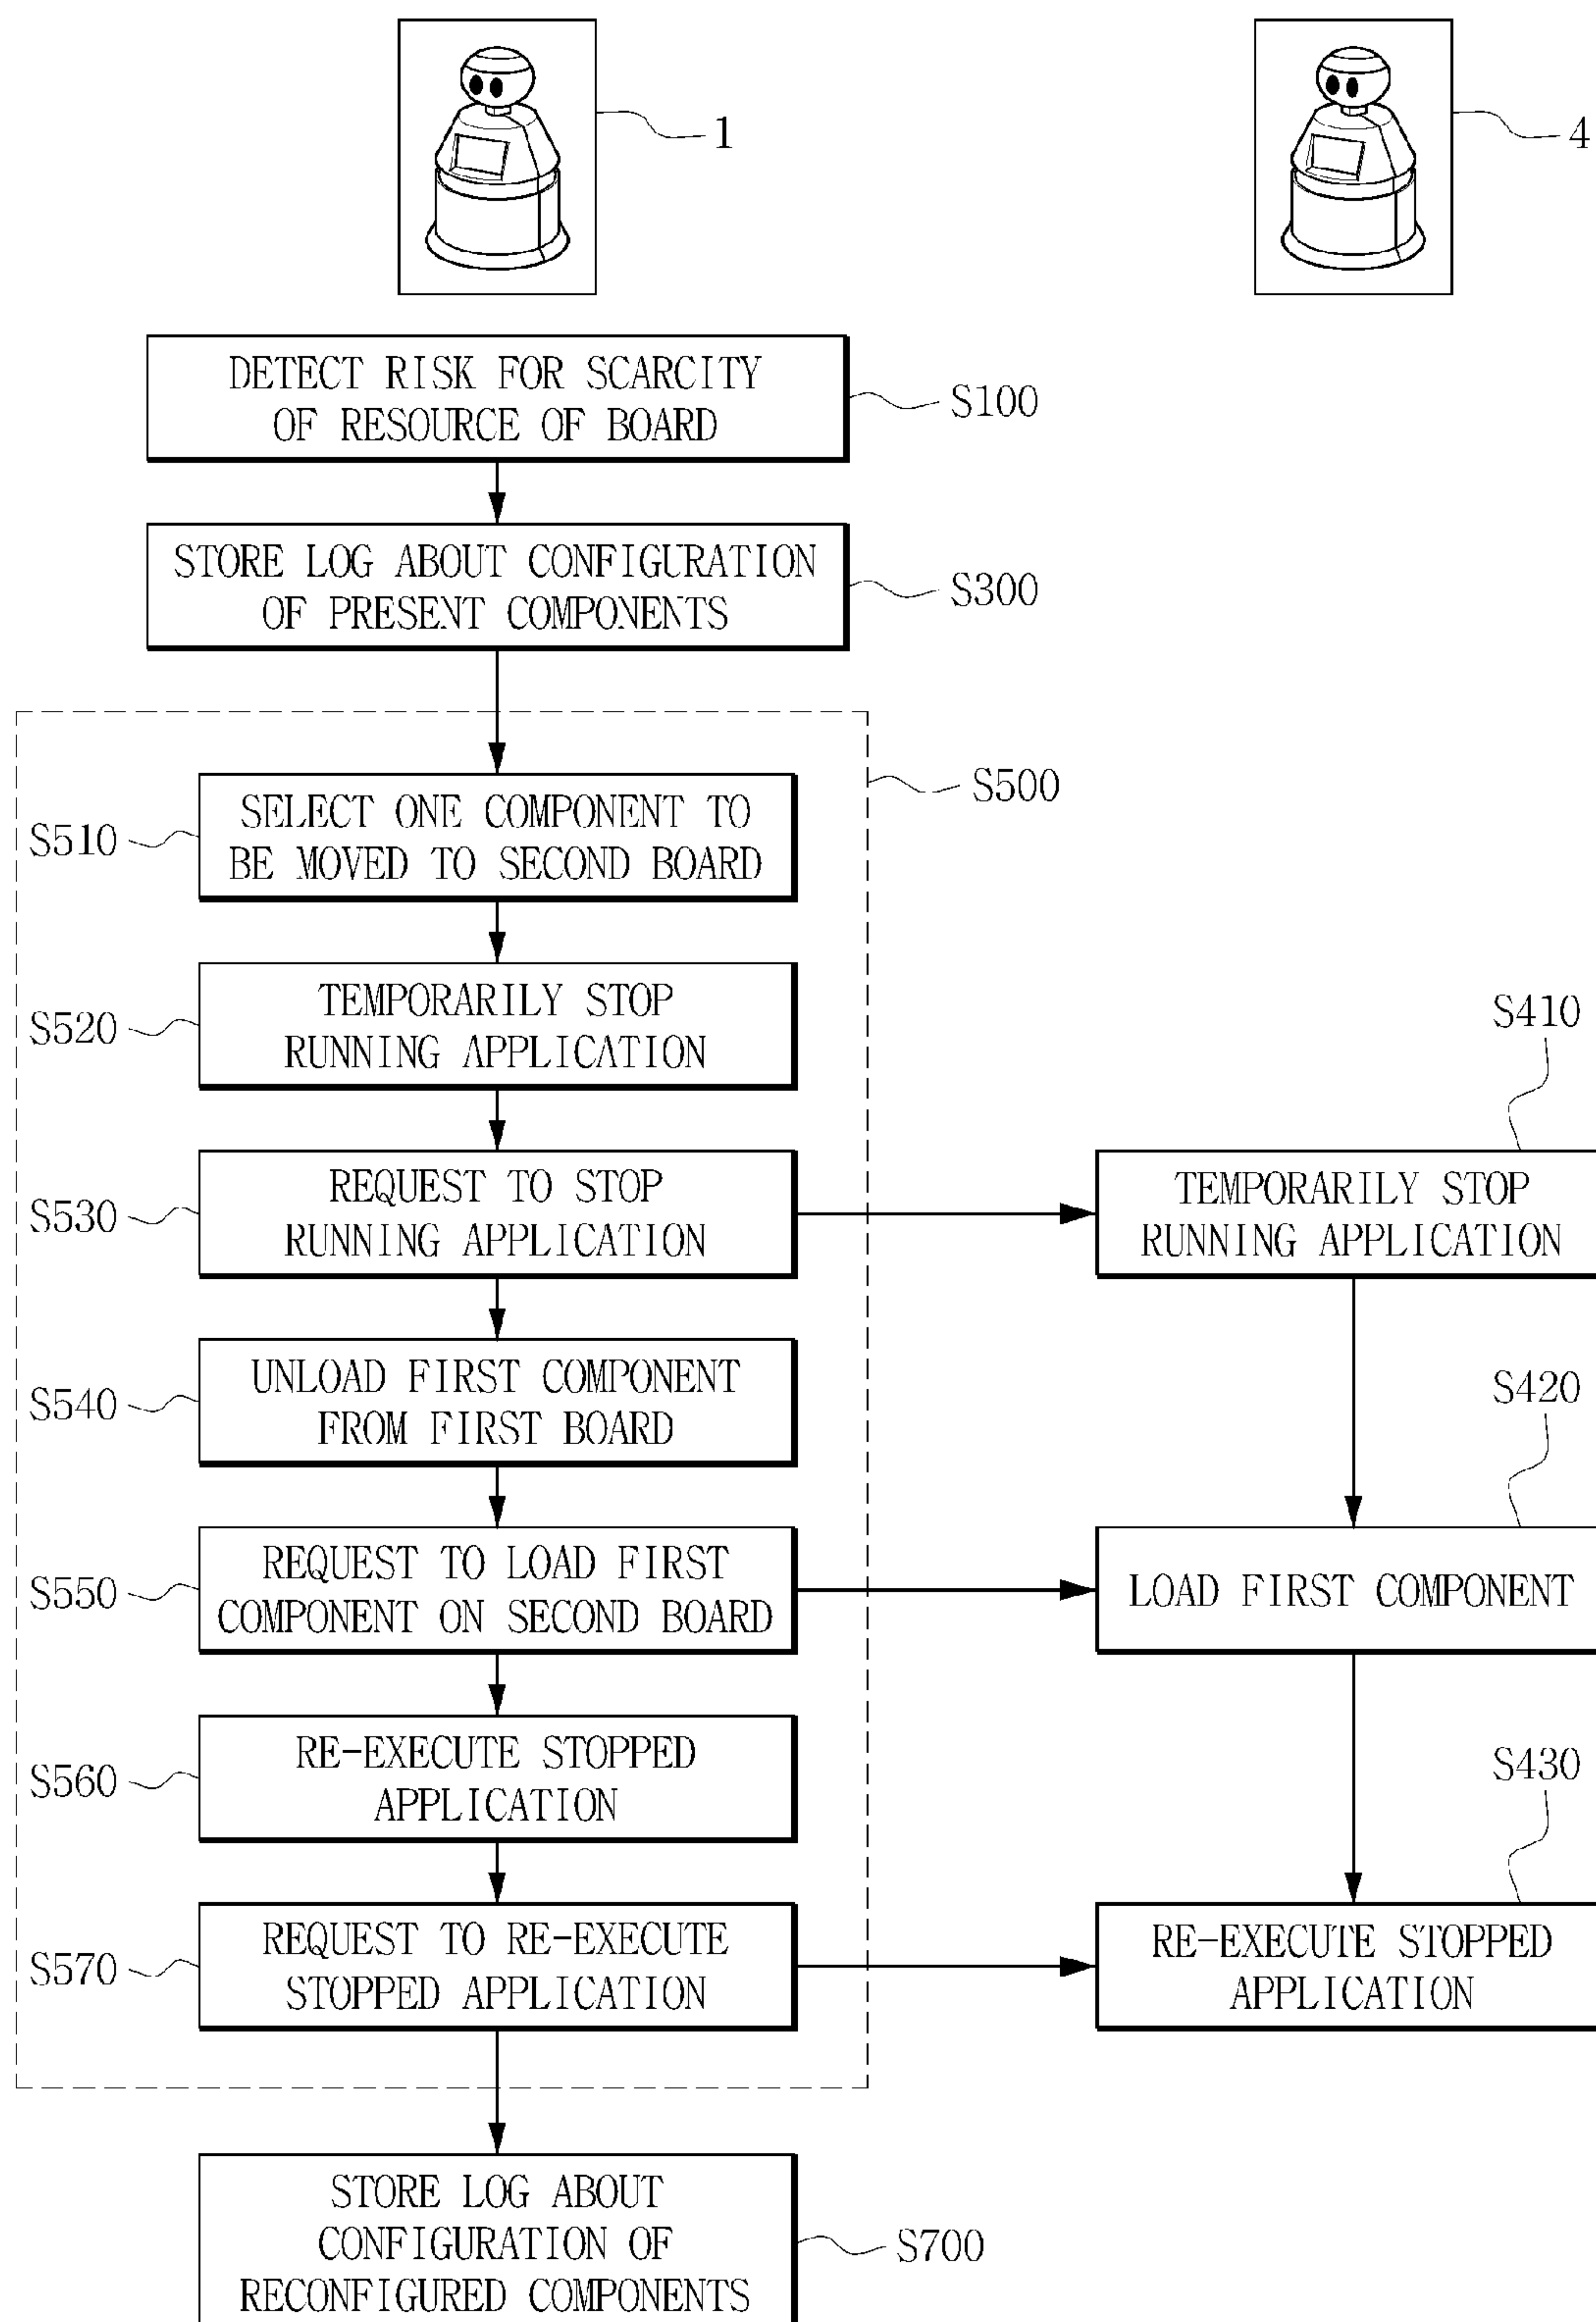 1
4
DETECT RISK FOR SCARCITY
OF RESOURCE OF BOARD
S100
STORE LOG ABOUT CONFIGURATION
OF PRESENT COMPONENTS
S300
S500
S510
SELECT ONE COMPONENT TO
BE MOVED TO SECOND BOARD
S520
TEMPORARILY STOP
RUNNING APPLICATION
S410
S530
REQUEST TO STOP
RUNNING APPLICATION
TEMPORARILY STOP
RUNNING APPLICATION
S540
UNLOAD FIRST COMPONENT
FROM FIRST BOARD
S420
S550
REQUEST TO LOAD FIRST
COMPONENT ON SECOND BOARD
LOAD FIRST COMPONENT
S560
RE-EXECUTE STOPPED
APPLICATION
S430
S570
REQUEST TO RE-EXECUTE
STOPPED APPLICATION
RE-EXECUTE STOPPED
APPLICATION
STORE LOG ABOUT
CONFIGURATION OF
RECONFIGURED COMPONENTS
S700